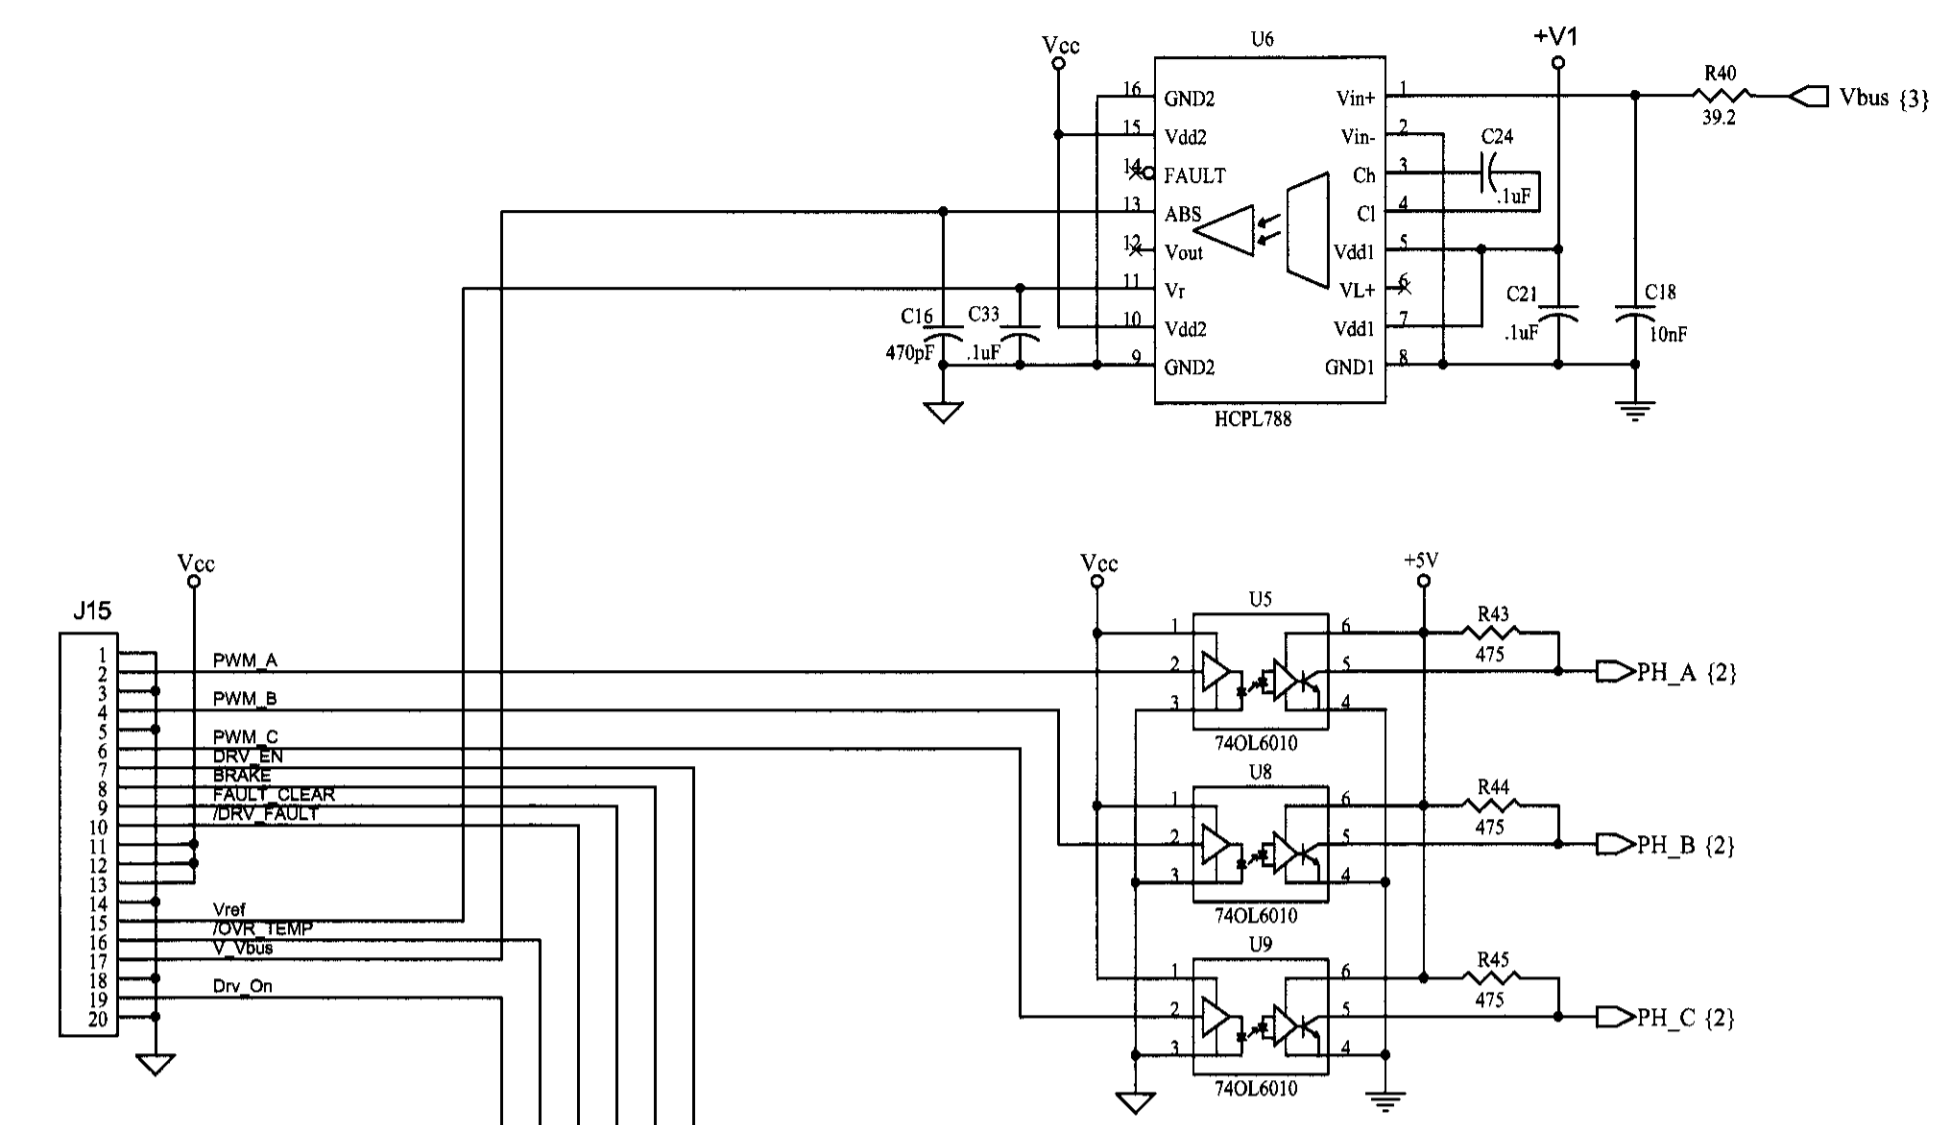 U6
Vcc
+V1
16 GND2 Vin+ 1
R40
39.2
Vbus {3}
15 Vdd2 Vin- 2
C24
.1uF
14 FAULT Ch 3
13 ABS Cl 4
12 Vout Vdd1 5
11 Vr VL+ 6
10 Vdd2 Vdd1 7
9 GND2 GND1 8
C16
470pF
C33
.1uF
C21
.1uF
C18
10nF
HCPL788
Vcc
J15
1
2 PWM_A
3
4 PWM_B
5
6 PWM_C
7 DRV_EN
8 BRAKE
9 FAULT_CLEAR
10 /DRV_FAULT
11
12
13
14
15 Vref
16 /OVR_TEMP
17 V_Vbus
18
19 Drv_On
20
Vcc
+5V
U5
1 6
2 5
3 4
74OL6010
R43
475
PH_A {2}
U8
1 6
2 5
3 4
74OL6010
R44
475
PH_B {2}
U9
1 6
2 5
3 4
74OL6010
R45
475
PH_C {2}